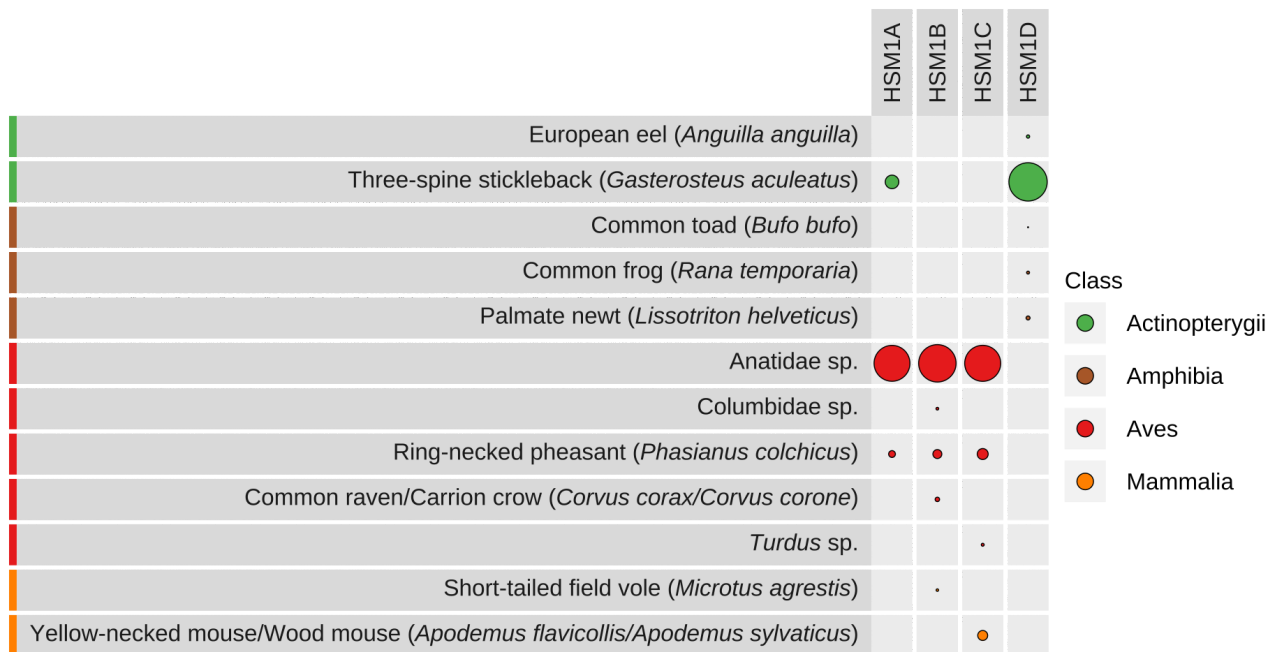 HSM1A HSM1B HSM1C HSM1D
European eel (Anguilla anguilla)
Three-spine stickleback (Gasterosteus aculeatus)
Common toad (Bufo bufo)
Common frog (Rana temporaria)
Palmate newt (Lissotriton helveticus)
Anatidae sp.
Columbidae sp.
Ring-necked pheasant (Phasianus colchicus)
Common raven/Carrion crow (Corvus corax/Corvus corone)
Turdus sp.
Short-tailed field vole (Microtus agrestis)
Yellow-necked mouse/Wood mouse (Apodemus flavicollis/Apodemus sylvaticus)
Class
Actinopterygii
Amphibia
Aves
Mammalia